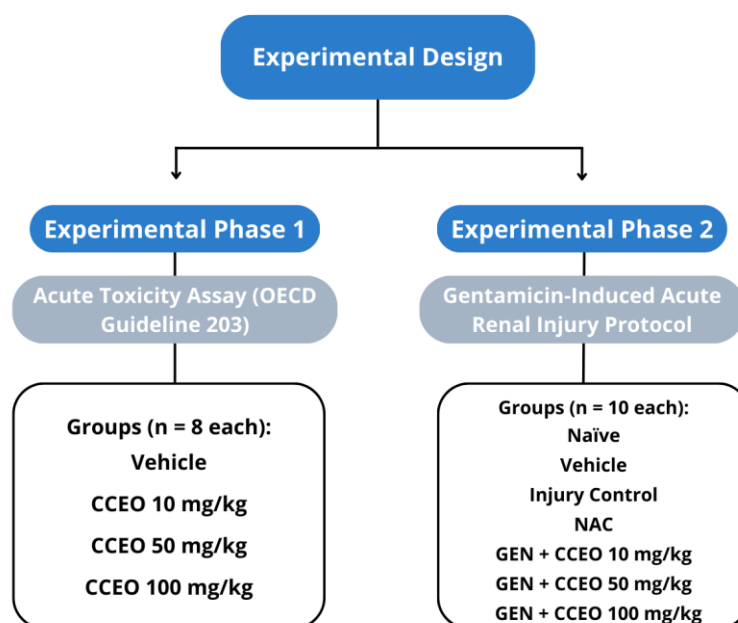 Experimental Design
Experimental Phase 1
Acute Toxicity Assay (OECD
Guideline 203)
Groups (n = 8 each):
Vehicle
CCEO 10 mg/kg
CCEO 50 mg/kg
CCEO 100 mg/kg
Experimental Phase 2
Gentamicin-Induced Acute
Renal Injury Protocol
Groups (n = 10 each):
Naïve
Vehicle
Injury Control
NAC
GEN + CCEO 10 mg/kg
GEN + CCEO 50 mg/kg
GEN + CCEO 100 mg/kg